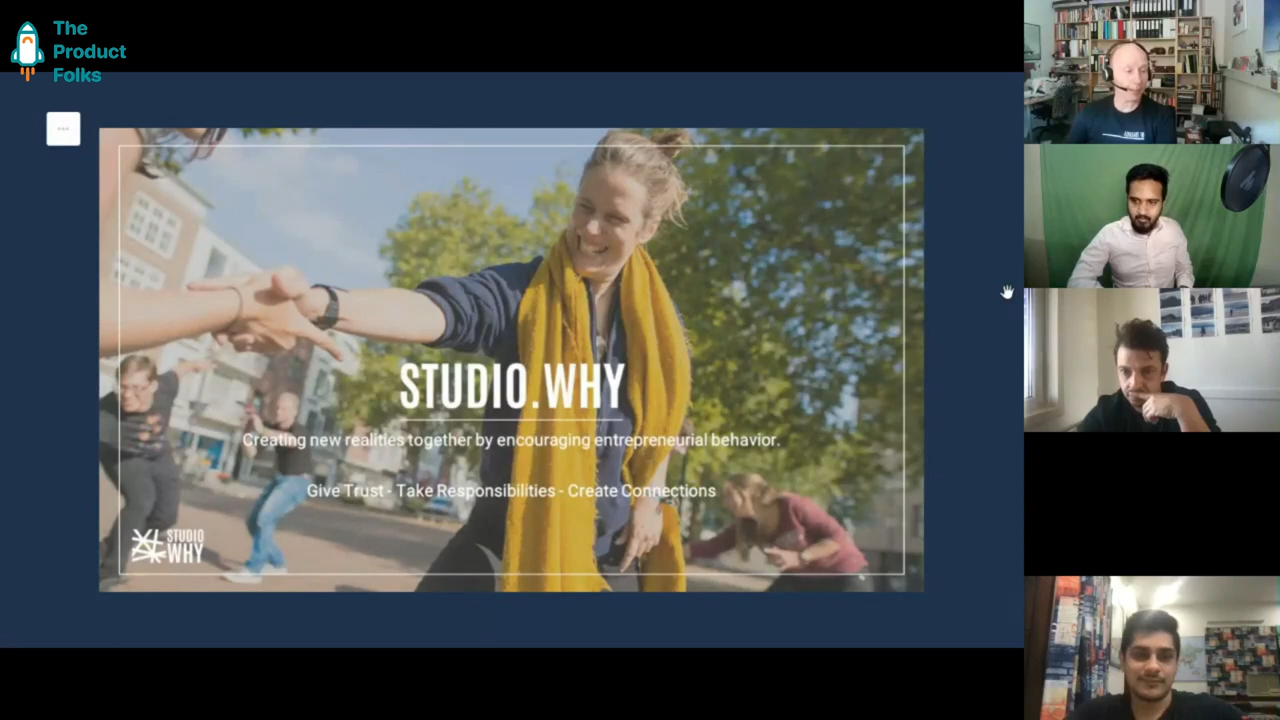 The
Product
Folks
STUDIO.WHY
Creating new realities together by encouraging entrepreneurial behavior.
Give Trust - Take Responsibilities - Create Connections
STUDIO
WHY